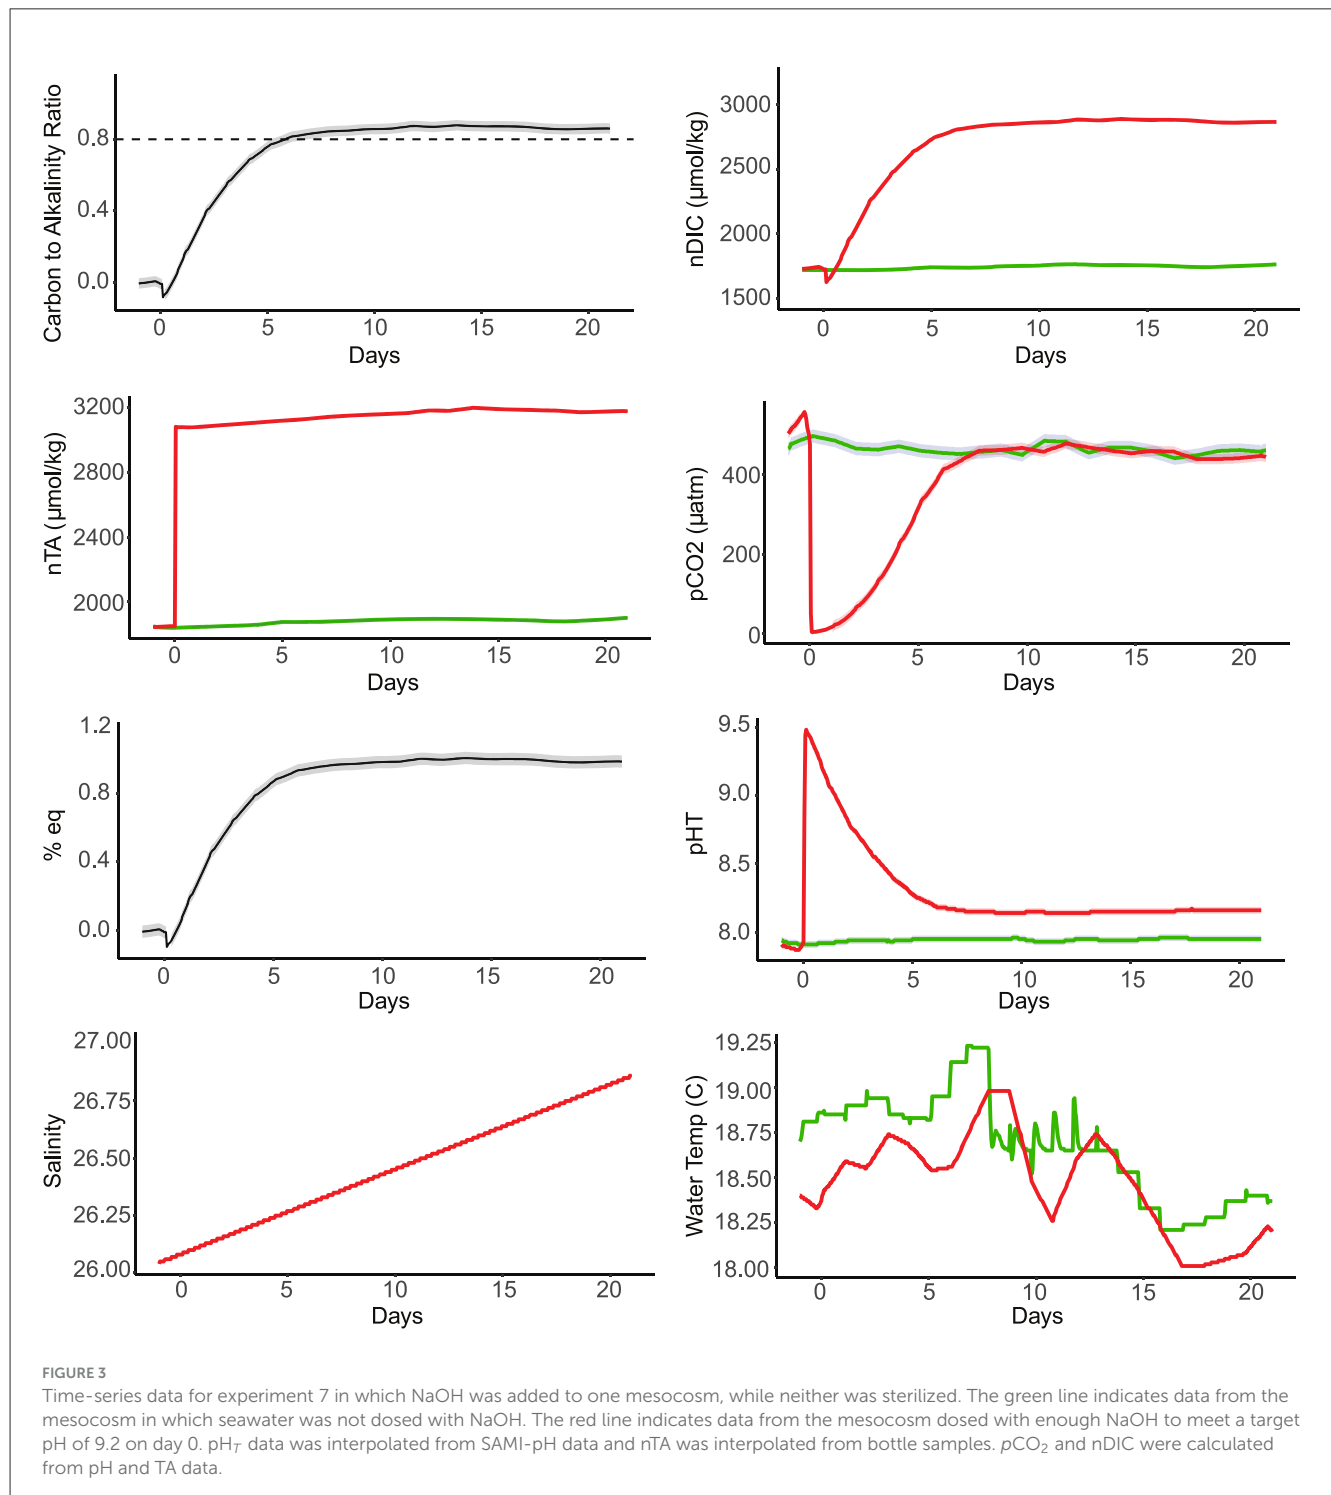 Carbon to Alkalinity Ratio
0.8
0.4
0.0
0 5 10 15 20
Days
nDIC (µmol/kg)
3000
2500
2000
1500
0 5 10 15 20
Days
nTA (µmol/kg)
3200
2800
2400
2000
0 5 10 15 20
Days
pCO2 (µatm)
400
200
0
0 5 10 15 20
Days
% eq
1.2
0.8
0.4
0.0
0 5 10 15 20
Days
pHT
9.5
9.0
8.5
8.0
0 5 10 15 20
Days
Salinity
27.00
26.75
26.50
26.25
26.00
0 5 10 15 20
Days
Water Temp (C)
19.25
19.00
18.75
18.50
18.25
18.00
0 5 10 15 20
Days
FIGURE 3
Time-series data for experiment 7 in which NaOH was added to one mesocosm, while neither was sterilized. The green line indicates data from the
mesocosm in which seawater was not dosed with NaOH. The red line indicates data from the mesocosm dosed with enough NaOH to meet a target
pH of 9.2 on day 0. pH_T data was interpolated from SAMI-pH data and nTA was interpolated from bottle samples. pCO₂ and nDIC were calculated
from pH and TA data.